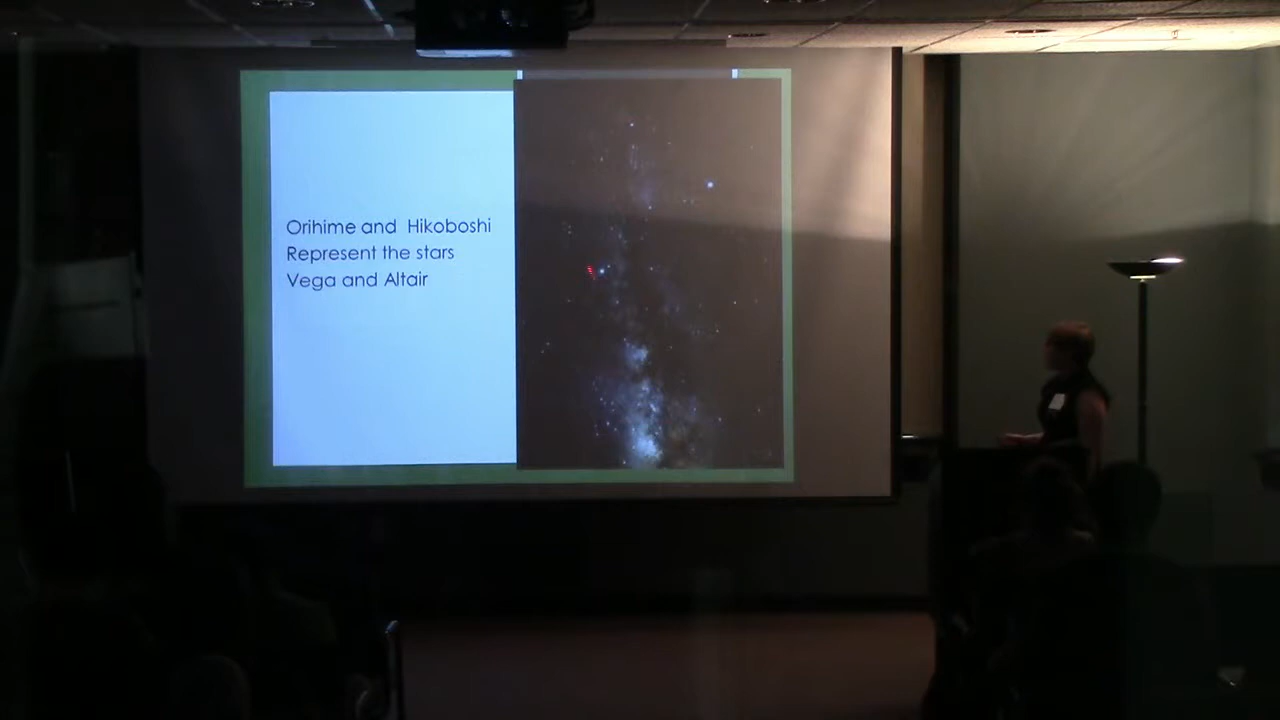 Orihime and Hikoboshi
Represent the stars
Vega and Altair